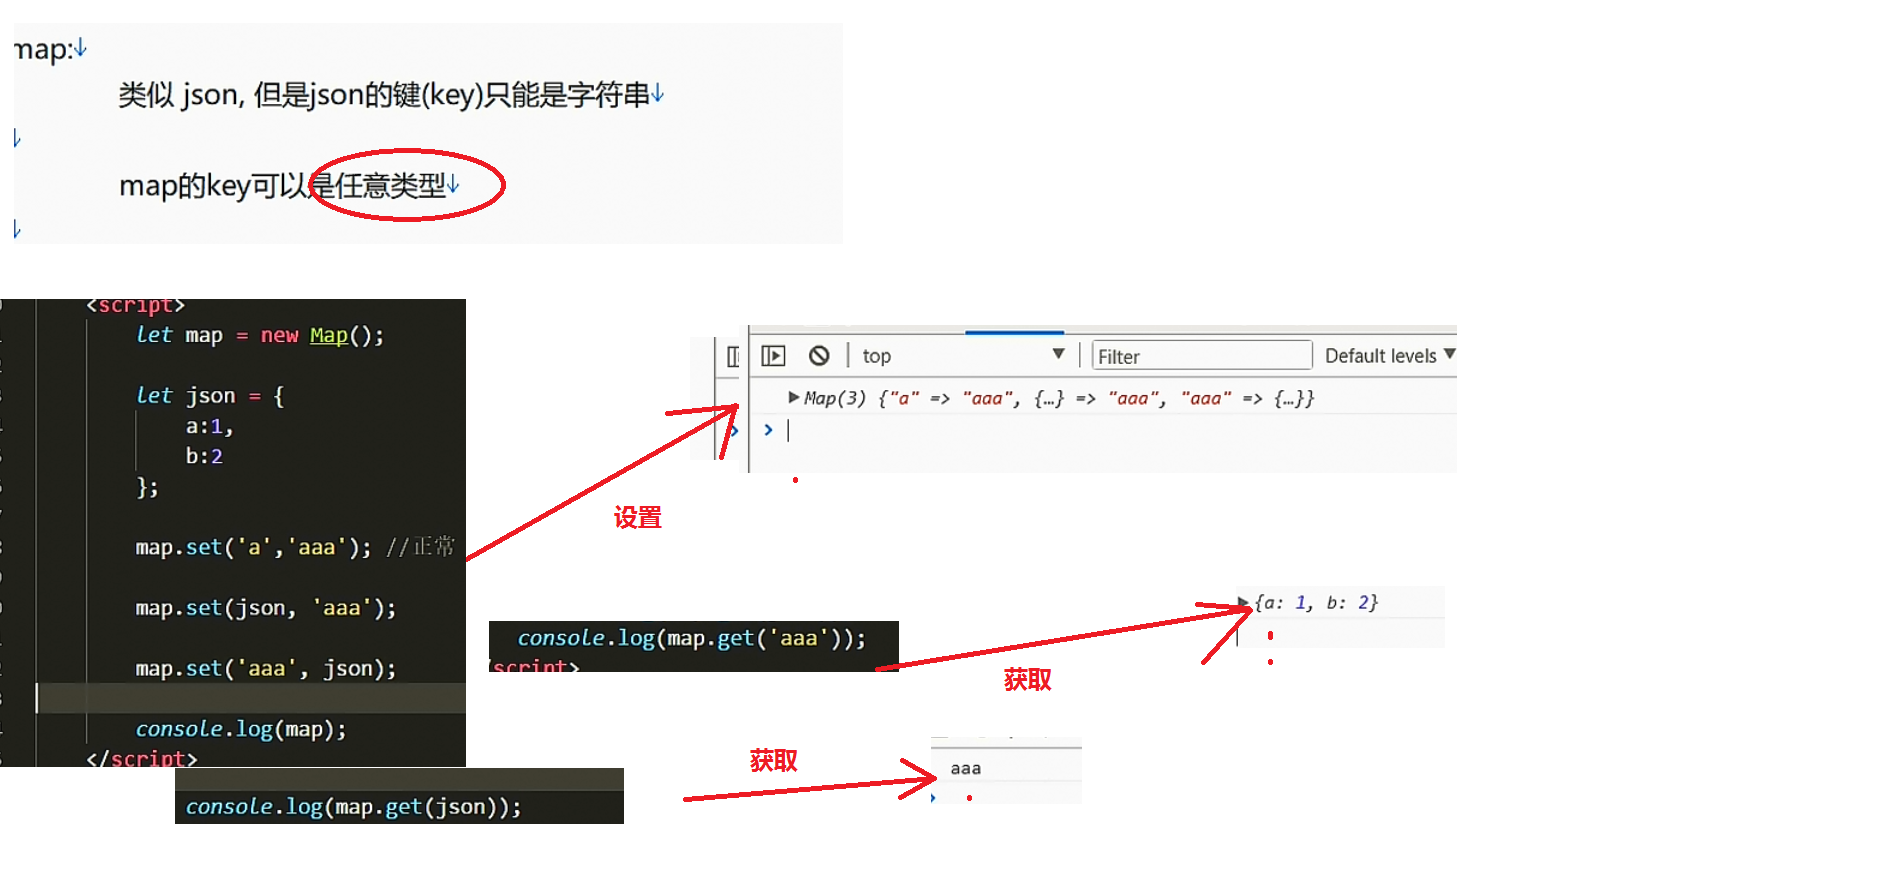 map:↓
类似 json, 但是json的键(key)只能是字符串↓
↓
map的key可以是任意类型↓
↓
<script>
let map = new Map();
let json = {
a:1,
b:2
};
map.set('a','aaa'); //正常
map.set(json, 'aaa');
map.set('aaa', json);
console.log(map);
</script>
top
Filter
Default levels
Map(3) {"a" => "aaa", {…} => "aaa", "aaa" => {…}}
设置
console.log(map.get('aaa'));
/script>
获取
{a: 1, b: 2}
console.log(map.get(json));
获取
aaa